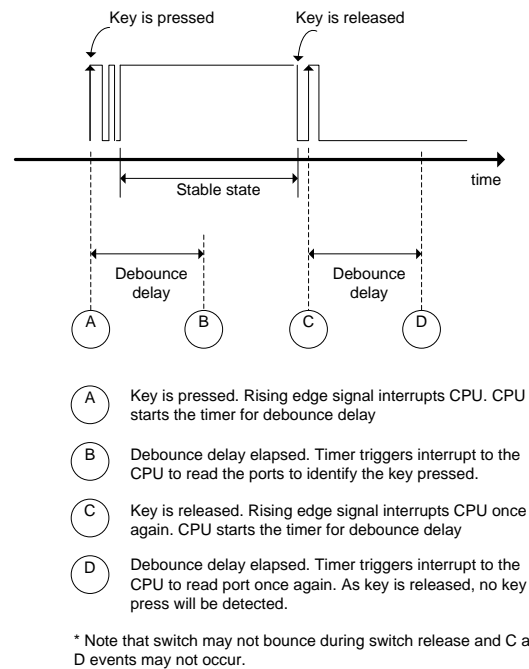 Key is pressed
Key is released
time
Stable state
Debounce
delay
Debounce
delay
A
B
C
D
A
Key is pressed. Rising edge signal interrupts CPU. CPU
starts the timer for debounce delay
B
Debounce delay elapsed. Timer triggers interrupt to the
CPU to read the ports to identify the key pressed.
C
Key is released. Rising edge signal interrupts CPU once
again. CPU starts the timer for debounce delay
D
Debounce delay elapsed. Timer triggers interrupt to the
CPU to read port once again. As key is released, no key
press will be detected.
* Note that switch may not bounce during switch release and C
D events may not occur.